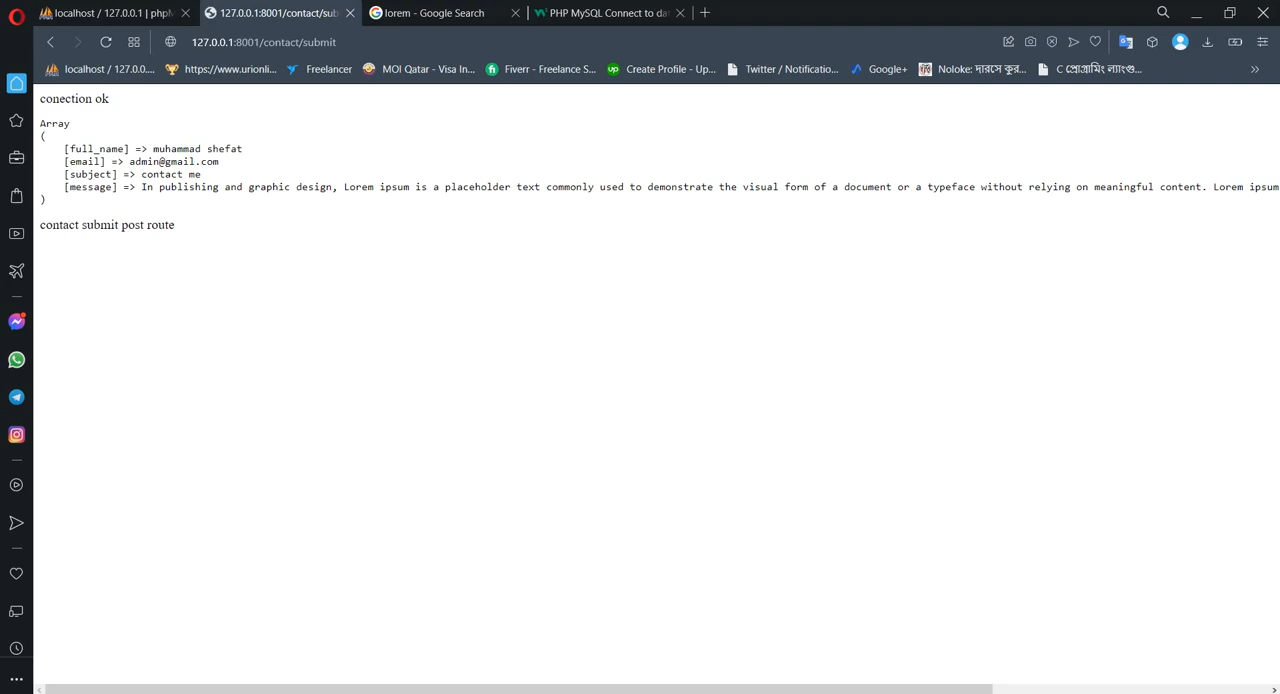 localhost / 127.0.0.1 | phpM
127.0.0.1:8001/contact/sub
lorem - Google Search
PHP MySQL Connect to da
127.0.0.1:8001/contact/submit
localhost / 127.0.0....
https://www.urionli...
Freelancer
MOI Qatar - Visa In...
Fiverr - Freelance S...
up Create Profile - Up...
Twitter / Notificatio...
Google+
Noloke: দারসে কুর...
C প্রোগ্রামিং ল্যাংগু...
conection ok
Array
(
[full_name] => muhammad shefat
[email] => admin@gmail.com
[subject] => contact me
[message] => In publishing and graphic design, Lorem ipsum is a placeholder text commonly used to demonstrate the visual form of a document or a typeface without relying on meaningful content. Lorem ipsum
)
contact submit post route